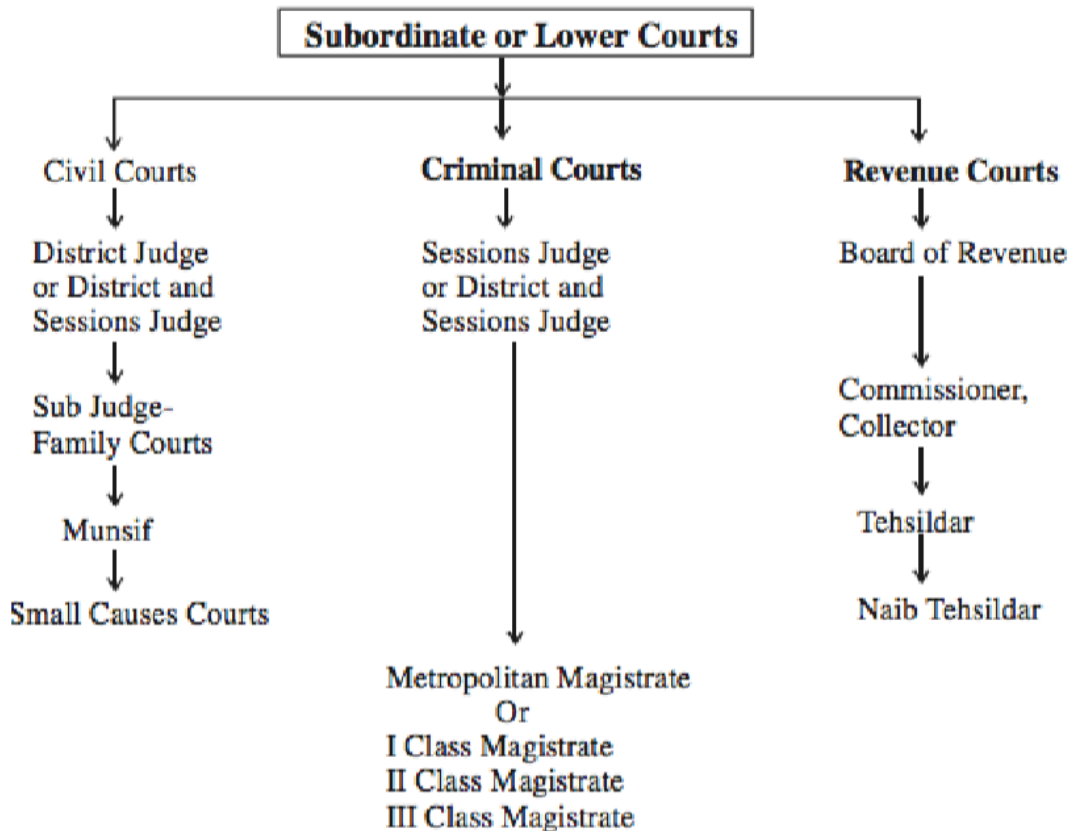 Subordinate or Lower Courts
Civil Courts
District Judge
or District and
Sessions Judge
Sub Judge-
Family Courts
Munsif
Small Causes Courts
Criminal Courts
Sessions Judge
or District and
Sessions Judge
Metropolitan Magistrate
Or
I Class Magistrate
II Class Magistrate
III Class Magistrate
Revenue Courts
Board of Revenue
Commissioner,
Collector
Tehsildar
Naib Tehsildar